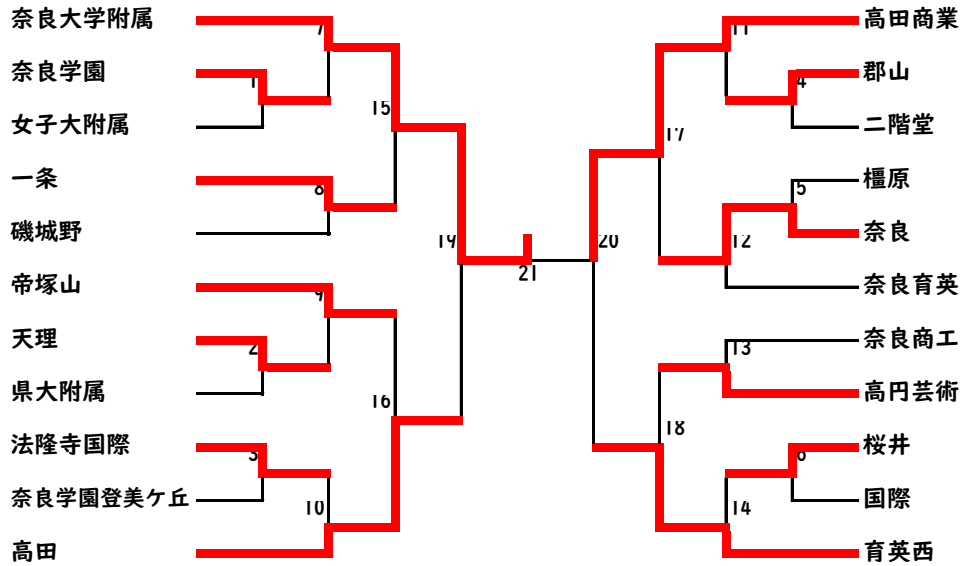 奈良大学附属
奈良学園
女子大附属
一条
磯城野
帝塚山
天理
県大附属
法隆寺国際
奈良学園登美ケ丘
高田
7
1
15
8
19
9
2
16
3
10
21
20
11
4
17
5
12
13
18
6
14
高田商業
郡山
二階堂
橿原
奈良
奈良育英
奈良商工
高円芸術
桜井
国際
育英西